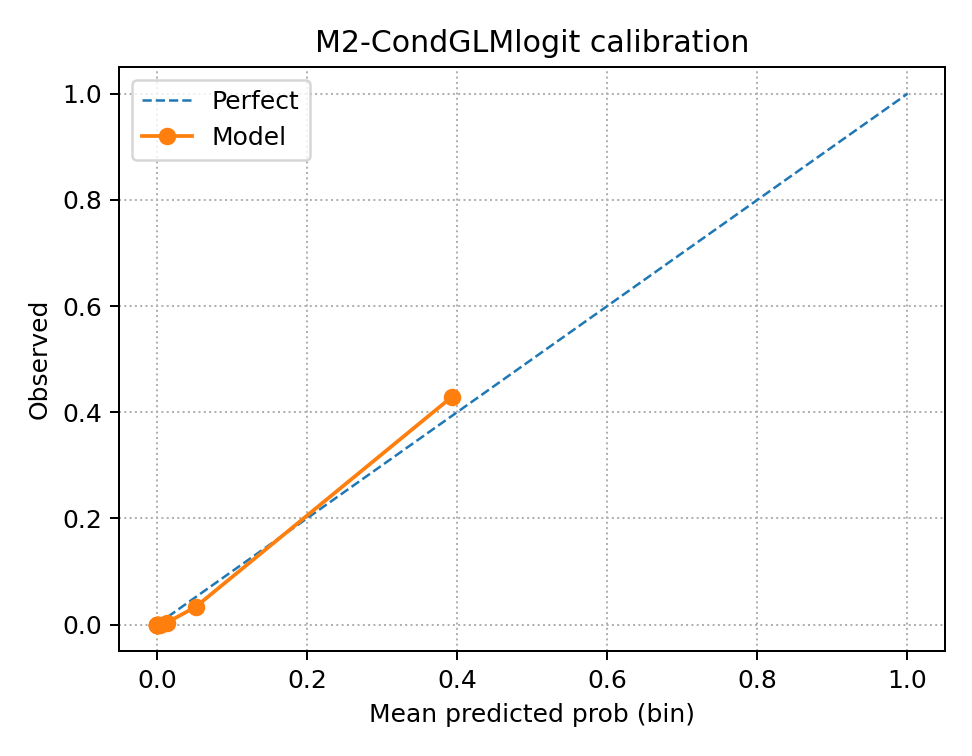 M2-CondGLMlogit calibration
Perfect
Model
1.0
0.8
0.6
0.4
0.2
0.0
Observed
0.0 0.2 0.4 0.6 0.8 1.0
Mean predicted prob (bin)